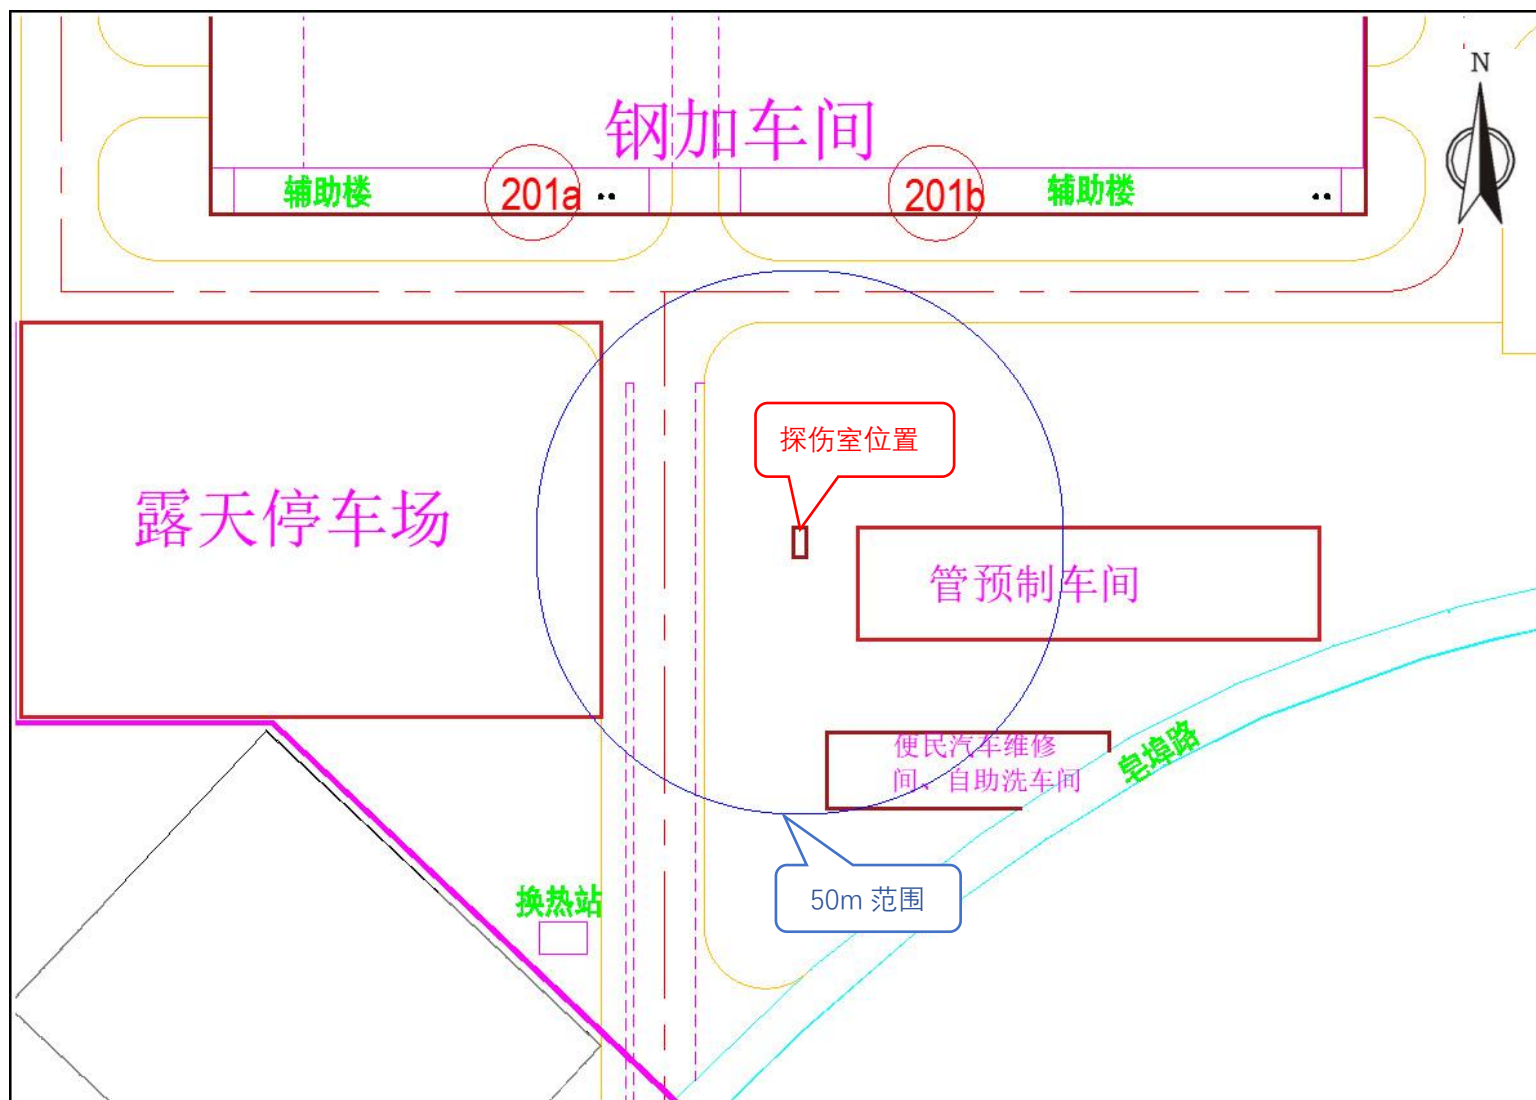 N
钢加车间
辅助楼
201a
201b
辅助楼
探伤室位置
露天停车场
管预制车间
便民汽车维修
间、自助洗车间
皂埠路
换热站
50m 范围